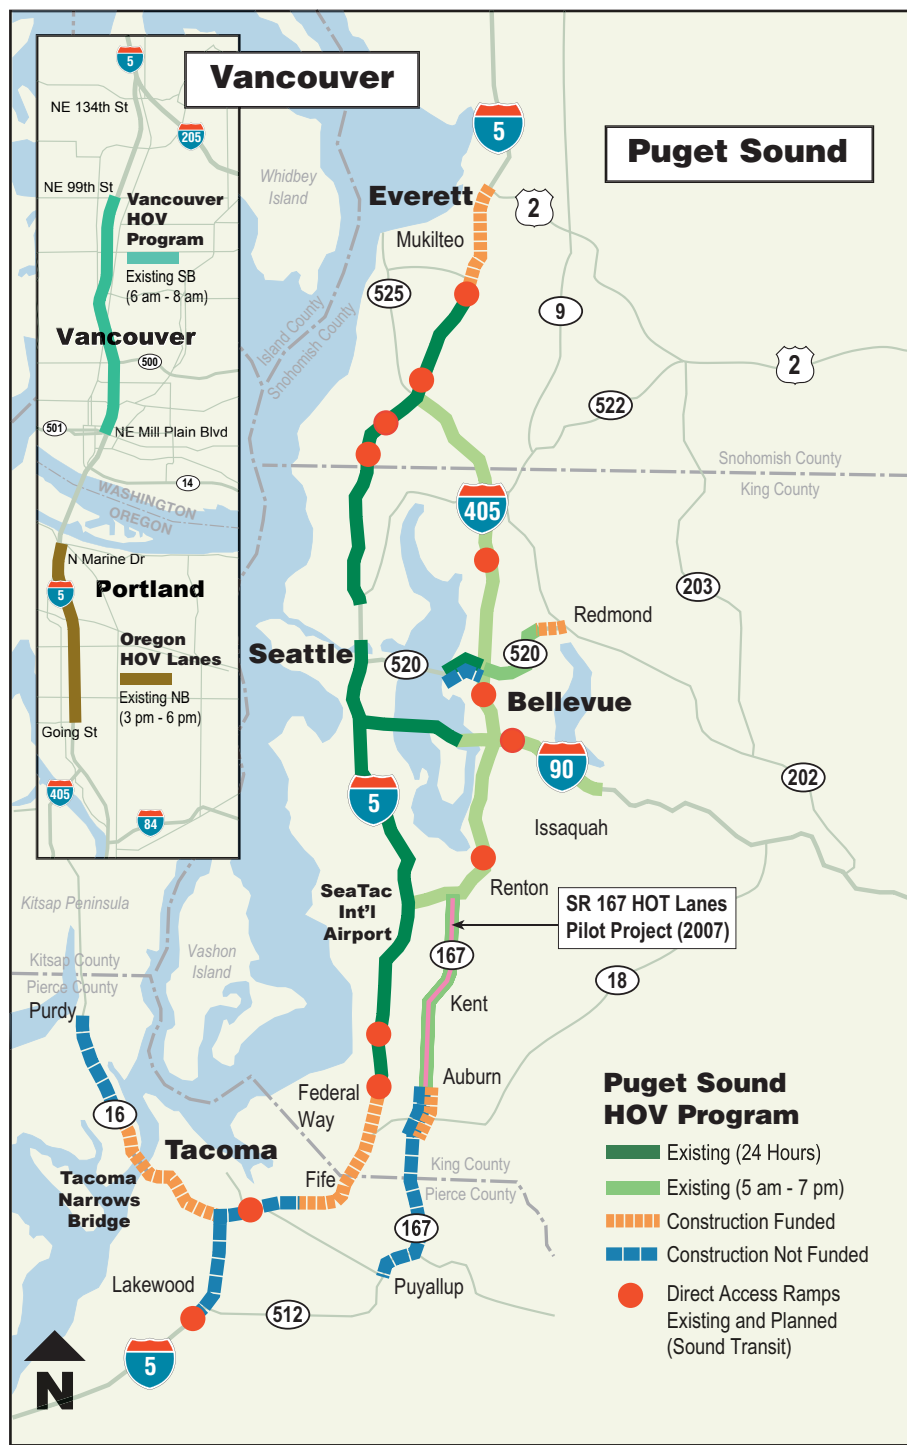 Vancouver
5
NE 134th St
205
NE 99th St
Vancouver
HOV
Program
Existing SB
(6 am - 8 am)
Vancouver
500
501
NE Mill Plain Blvd
14
WASHINGTON
OREGON
N Marine Dr
5
Portland
Oregon
HOV Lanes
Existing NB
(3 pm - 6 pm)
Going St
405
84
Puget Sound
5
Whidbey
Island
Everett
2
Mukilteo
525
9
Island County
Snohomish County
2
522
Snohomish County
King County
405
203
Redmond
Seattle
520
520
Bellevue
90
202
5
Issaquah
Renton
SeaTac
Int'l
Airport
SR 167 HOT Lanes
Pilot Project (2007)
Kitsap Peninsula
Vashon
Island
167
18
Kitsap County
Pierce County
Purdy
Kent
Auburn
Federal
Way
16
Tacoma
Tacoma
Narrows
Bridge
Fife
King County
Pierce County
167
Lakewood
Puyallup
512
5
N
Puget Sound
HOV Program
Existing (24 Hours)
Existing (5 am - 7 pm)
Construction Funded
Construction Not Funded
Direct Access Ramps
Existing and Planned
(Sound Transit)